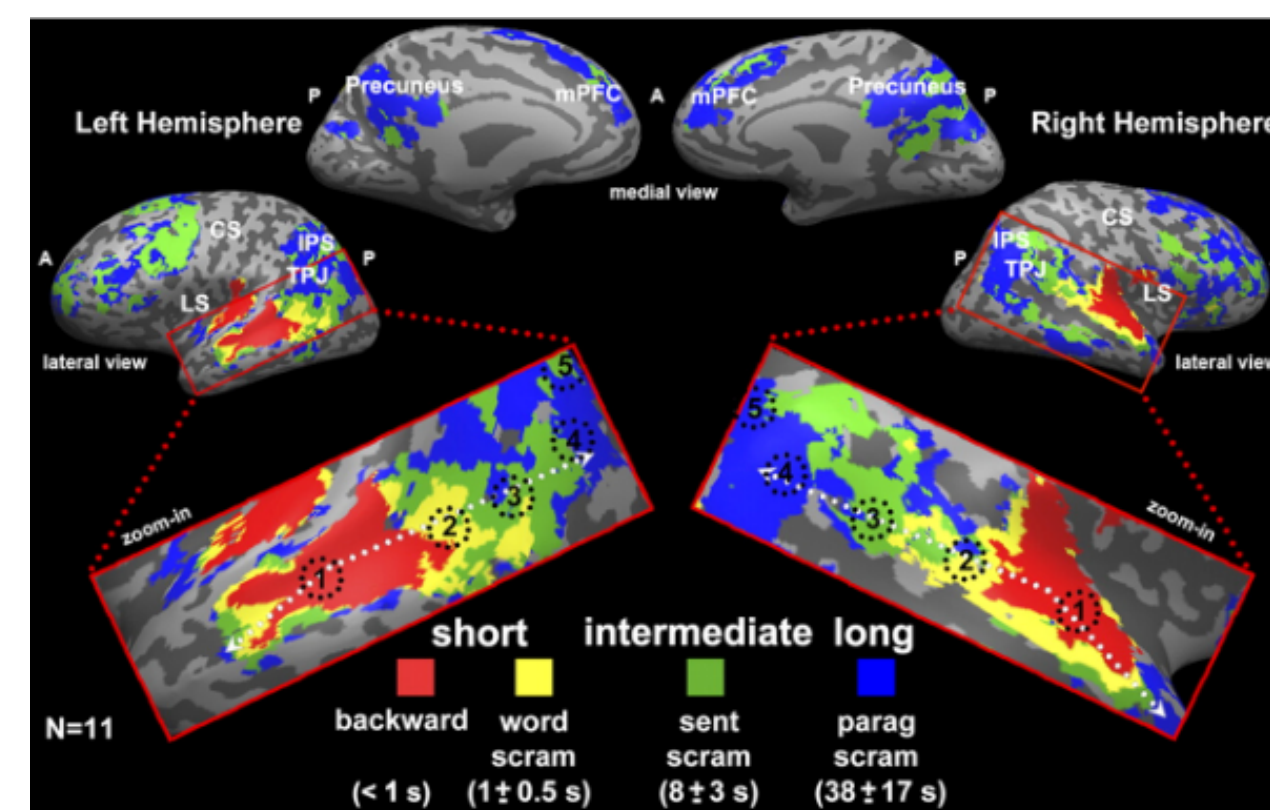 Precuneus
mPFC
P
A
mPFC
Precuneus
P
Left Hemisphere
Right Hemisphere
medial view
CS
IPS
TPJ
A
P
LS
lateral view
CS
IPS
TPJ
P
LS
lateral view
5
4
3
2
1
zoom-in
5
4
3
2
1
zoom-in
short intermediate long
backward word sent parag
scram scram scram
(< 1 s) (1± 0.5 s) (8±3 s) (38±17 s)
N=11